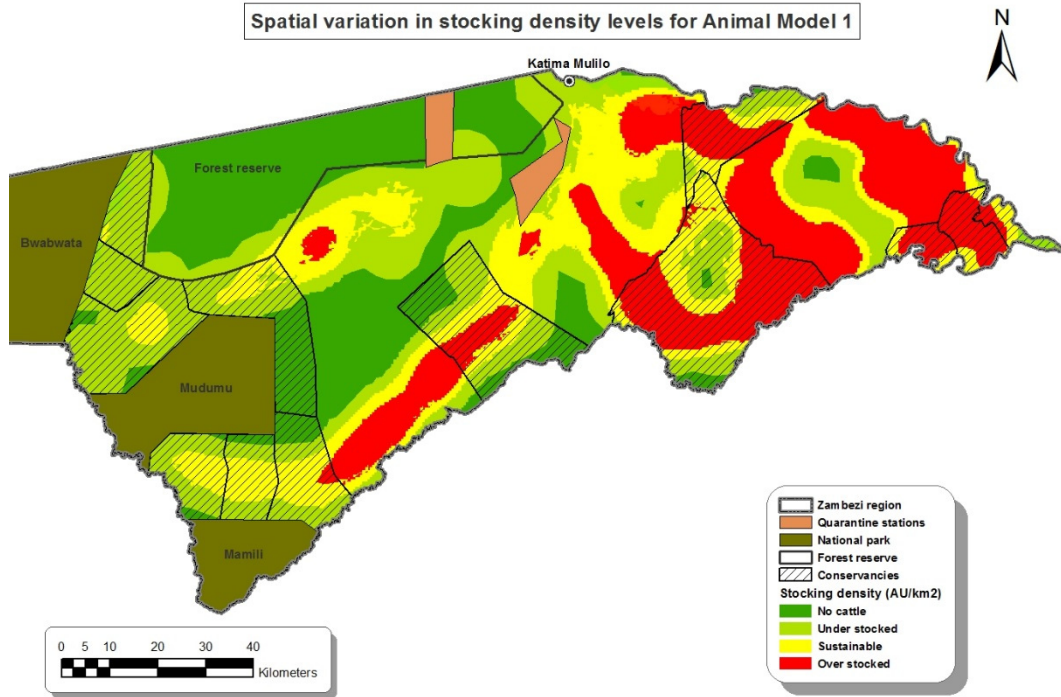 Spatial variation in stocking density levels for Animal Model 1
N
Katima Mulilo
Forest reserve
Bwabwata
Mudumu
Mamili
Zambezi region
Quarantine stations
National park
Forest reserve
Conservancies
Stocking density (AU/km2)
No cattle
Under stocked
Sustainable
Over stocked
0 5 10 20 30 40
Kilometers